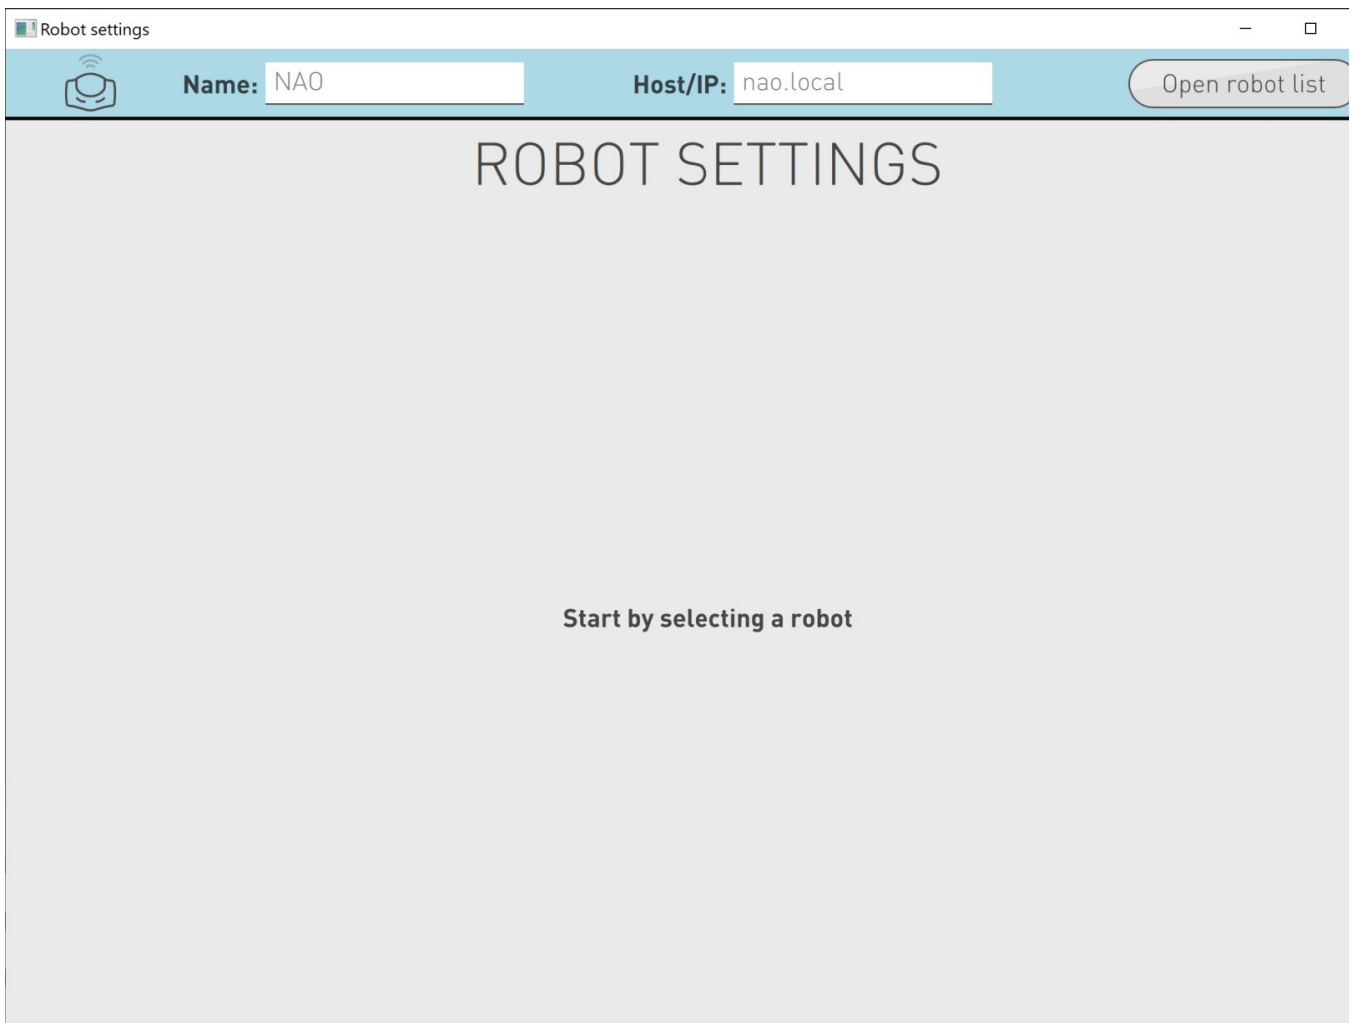 Robot settings
Name: NAO Host/IP: nao.local Open robot list
ROBOT SETTINGS
Start by selecting a robot